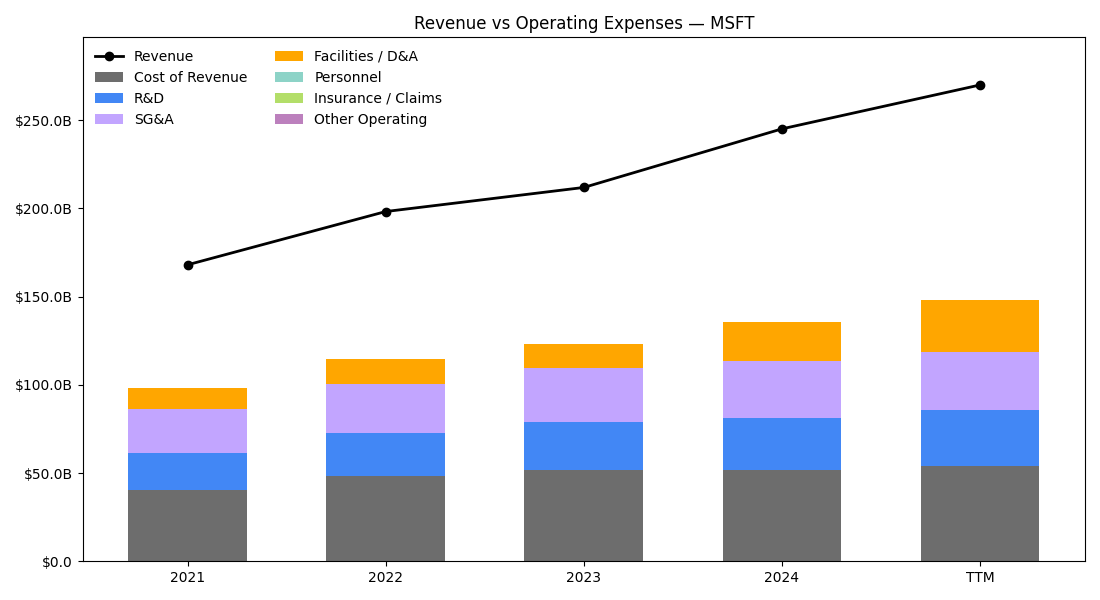 Revenue vs Operating Expenses — MSFT
Revenue
Cost of Revenue
R&D
SG&A
Facilities / D&A
Personnel
Insurance / Claims
Other Operating
$250.0B
$200.0B
$150.0B
$100.0B
$50.0B
$0.0
2021
2022
2023
2024
TTM